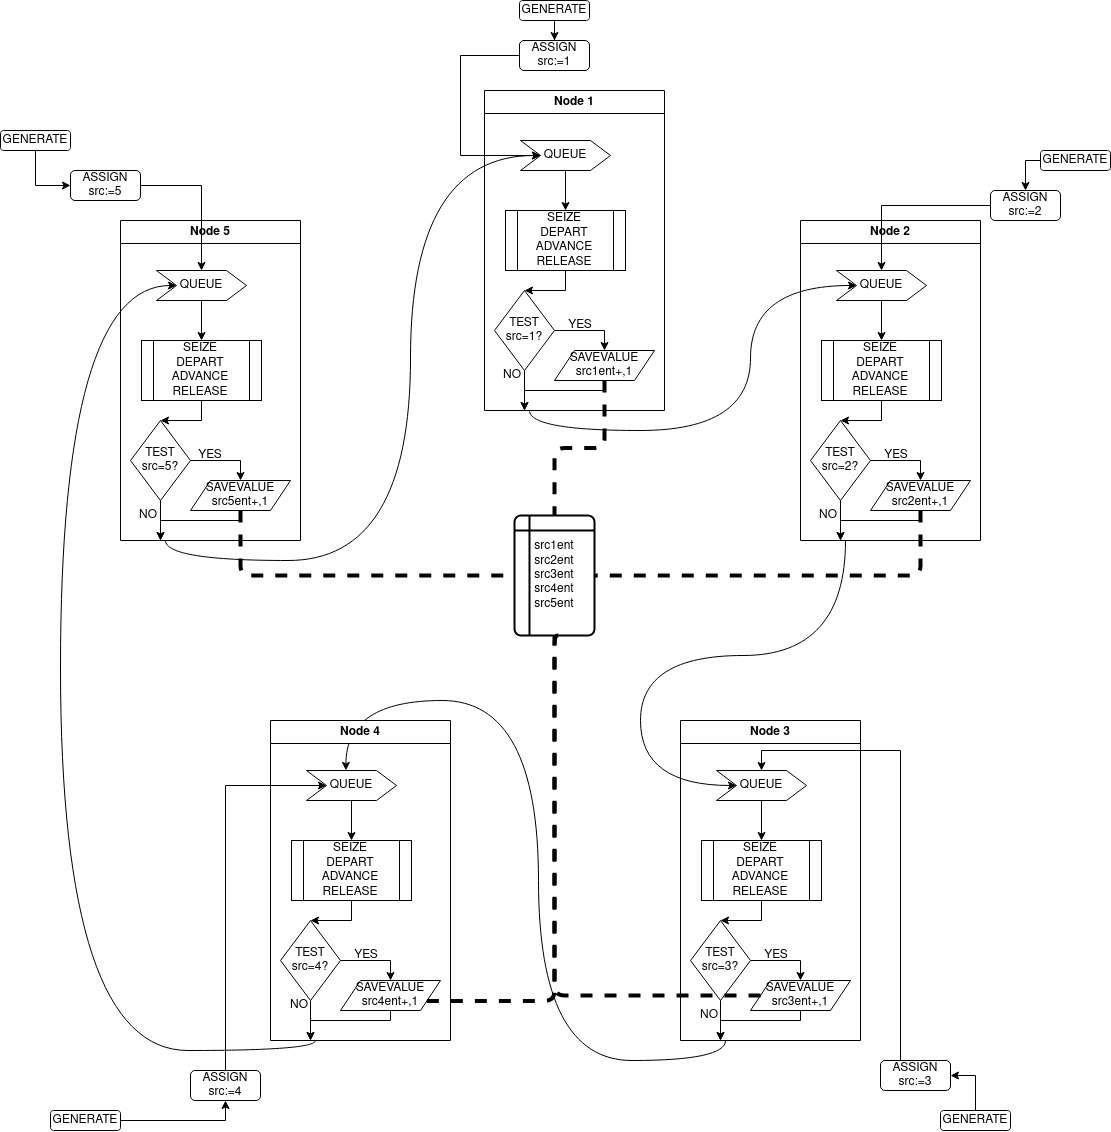 GENERATE
ASSIGN
src:=1
Node 1
QUEUE
SEIZE
DEPART
ADVANCE
RELEASE
TEST
src=1?
YES
NO
SAVEVALUE
src1ent+,1
GENERATE
ASSIGN
src:=5
Node 5
QUEUE
SEIZE
DEPART
ADVANCE
RELEASE
TEST
src=5?
YES
NO
SAVEVALUE
src5ent+,1
GENERATE
ASSIGN
src:=2
Node 2
QUEUE
SEIZE
DEPART
ADVANCE
RELEASE
TEST
src=2?
YES
NO
SAVEVALUE
src2ent+,1
src1ent
src2ent
src3ent
src4ent
src5ent
Node 4
QUEUE
SEIZE
DEPART
ADVANCE
RELEASE
TEST
src=4?
YES
NO
SAVEVALUE
src4ent+,1
ASSIGN
src:=4
GENERATE
Node 3
QUEUE
SEIZE
DEPART
ADVANCE
RELEASE
TEST
src=3?
YES
NO
SAVEVALUE
src3ent+,1
ASSIGN
src:=3
GENERATE